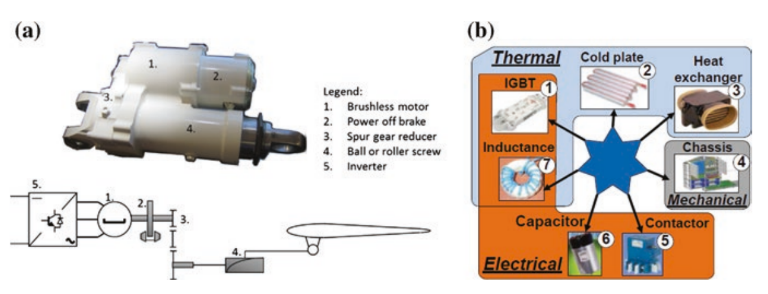 (a)
1.
2.
3.
4.
Legend:
1. Brushless motor
2. Power off brake
3. Spur gear reducer
4. Ball or roller screw
5. Inverter
5.
1.
2.
3.
4.
(b)
Thermal
Cold plate
2
Heat
exchanger
3
IGBT
1
Inductance
7
Chassis
4
Mechanical
Capacitor
6
Contactor
5
Electrical